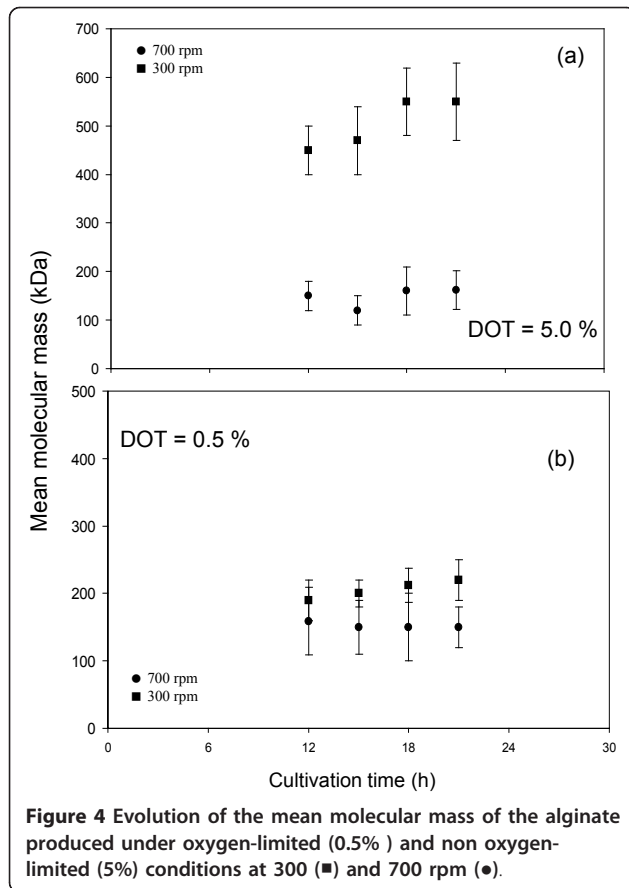 700
● 700 rpm
■ 300 rpm
(a)
600
500
400
300
200
100
0
DOT = 5.0 %
Mean molecular mass (kDa)
500
DOT = 0.5 %
(b)
400
300
200
100
● 700 rpm
■ 300 rpm
0
0 6 12 18 24 30
Cultivation time (h)
Figure 4 Evolution of the mean molecular mass of the alginate
produced under oxygen-limited (0.5% ) and non oxygen-
limited (5%) conditions at 300 (■) and 700 rpm (●).